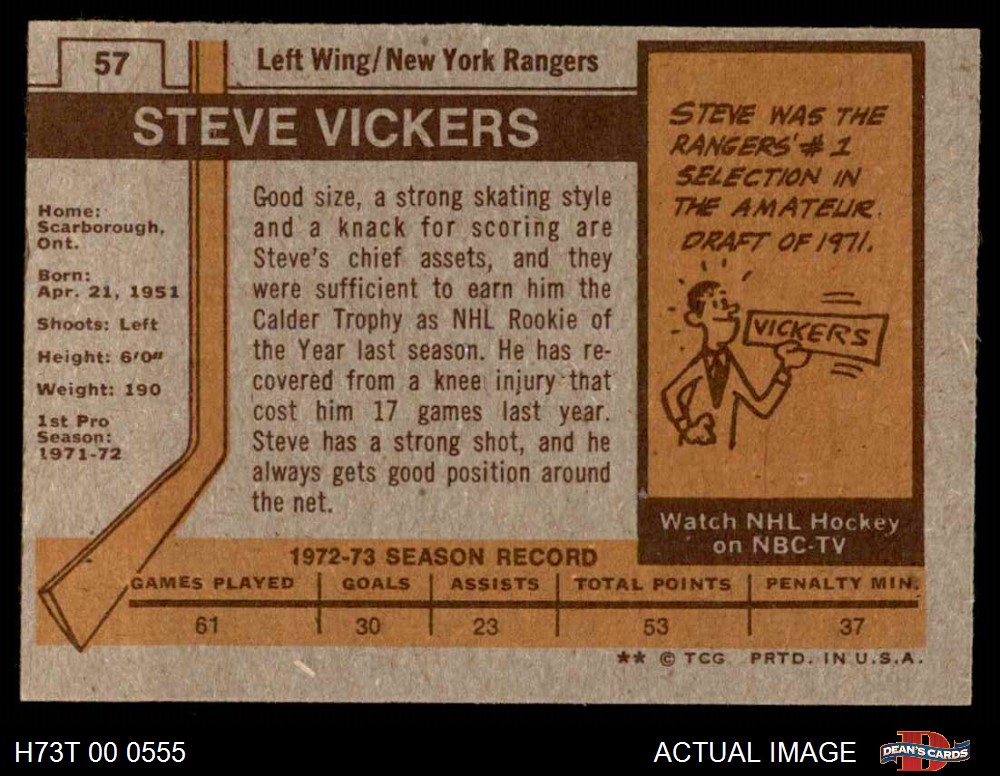 57
Left Wing/New York Rangers
STEVE VICKERS
Home:
Scarborough,
Ont.
Born:
Apr. 21, 1951
Shoots: Left
Height: 6'0"
Weight: 190
1st Pro
Season:
1971-72
Good size, a strong skating style
and a knack for scoring are
Steve's chief assets, and they
were sufficient to earn him the
Calder Trophy as NHL Rookie of
the Year last season. He has re-
covered from a knee injury that
cost him 17 games last year.
Steve has a strong shot, and he
always gets good position around
the net.
STEVE WAS THE
RANGERS' #1
SELECTION IN
THE AMATEUR
DRAFT OF 1971.
VICKERS
Watch NHL Hockey
on NBC-TV
1972-73 SEASON RECORD
GAMES PLAYED GOALS ASSISTS TOTAL POINTS PENALTY MIN.
61 30 23 53 37
** © TCG PRTD. IN U.S.A.
H73T 00 0555
ACTUAL IMAGE
D
DEAN'S CARDS